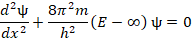 d²ψ/dx² + 8π²m/h² (E − ∞) ψ = 0